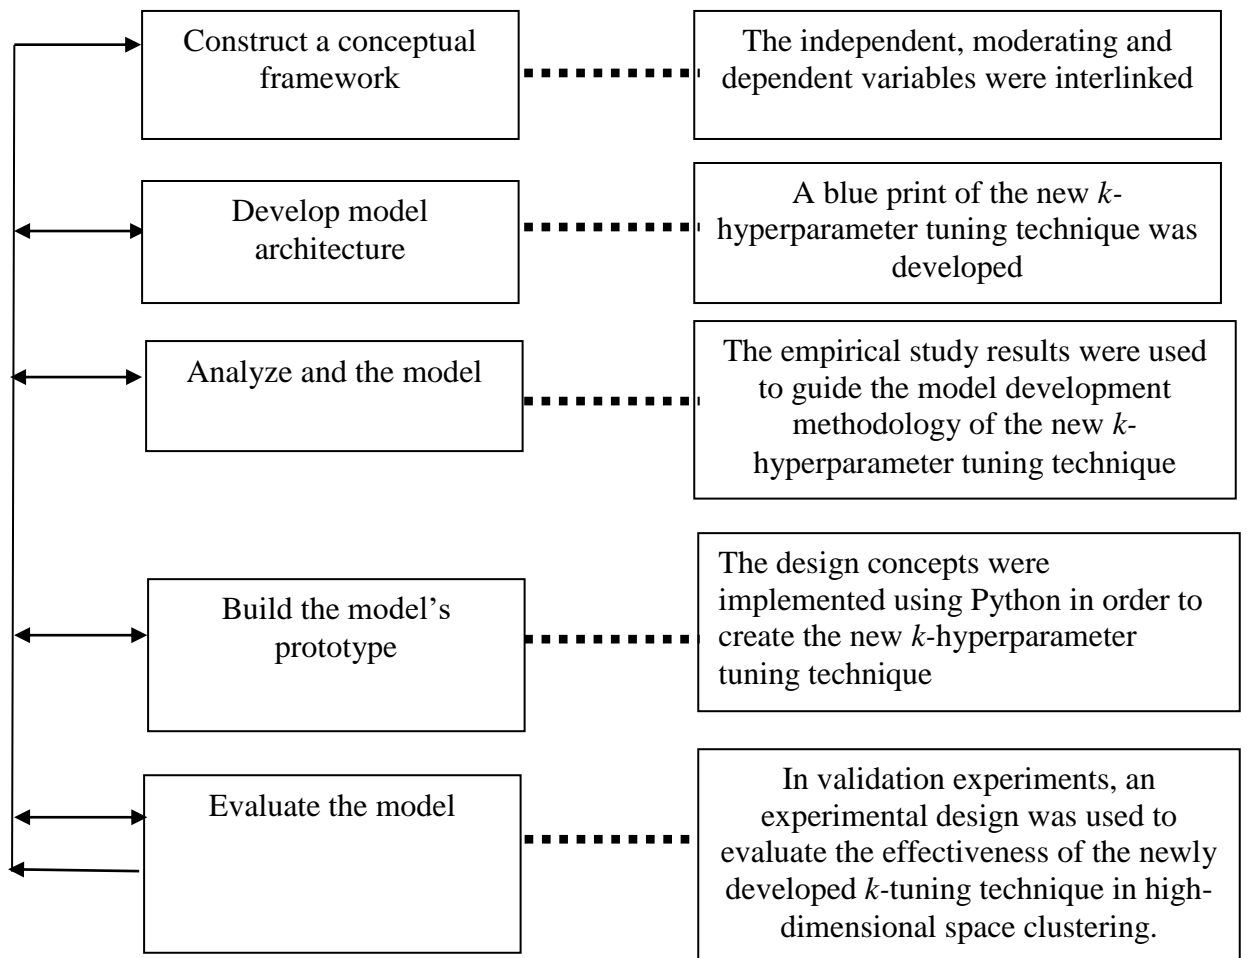 Construct a conceptual
framework
The independent, moderating and
dependent variables were interlinked
Develop model
architecture
A blue print of the new k-
hyperparameter tuning technique was
developed
Analyze and the model
The empirical study results were used
to guide the model development
methodology of the new k-
hyperparameter tuning technique
Build the model’s
prototype
The design concepts were
implemented using Python in order to
create the new k-hyperparameter
tuning technique
Evaluate the model
In validation experiments, an
experimental design was used to
evaluate the effectiveness of the newly
developed k-tuning technique in high-
dimensional space clustering.